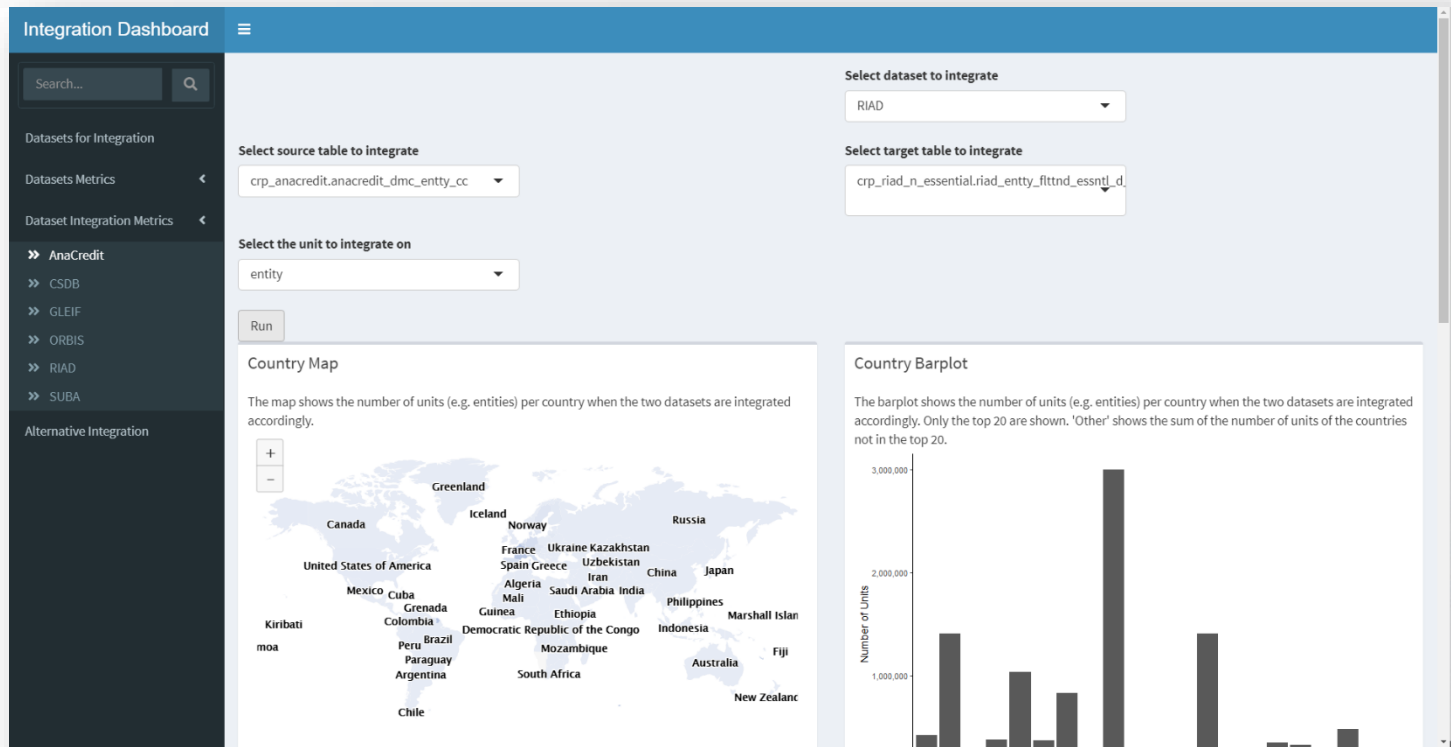 Integration Dashboard
Search...
Datasets for Integration
Datasets Metrics
Dataset Integration Metrics
AnaCredit
CSDB
GLEIF
ORBIS
RIAD
SUBA
Alternative Integration
Select dataset to integrate
RIAD
Select source table to integrate
crp_anacredit.anacredit_dmc_entty_cc
Select target table to integrate
crp_riad_n_essential.riad_entty_flttnd_essntl_d_
Select the unit to integrate on
entity
Run
Country Map
The map shows the number of units (e.g. entities) per country when the two datasets are integrated
accordingly.
+
−
Greenland
Iceland
Canada
Norway
Russia
France
Ukraine
Kazakhstan
United States of America
Spain
Greece
Uzbekistan
Iran
China
Japan
Mexico
Cuba
Algeria
Saudi Arabia
India
Mali
Grenada
Guinea
Ethiopia
Philippines
Marshall Islan
Kiribati
Colombia
Democratic Republic of the Congo
Indonesia
moa
Peru
Brazil
Mozambique
Fiji
Paraguay
Australia
Argentina
South Africa
New Zealand
Chile
Country Barplot
The barplot shows the number of units (e.g. entities) per country when the two datasets are integrated
accordingly. Only the top 20 are shown. 'Other' shows the sum of the number of units of the countries
not in the top 20.
3,000,000
2,000,000
1,000,000
Number of Units